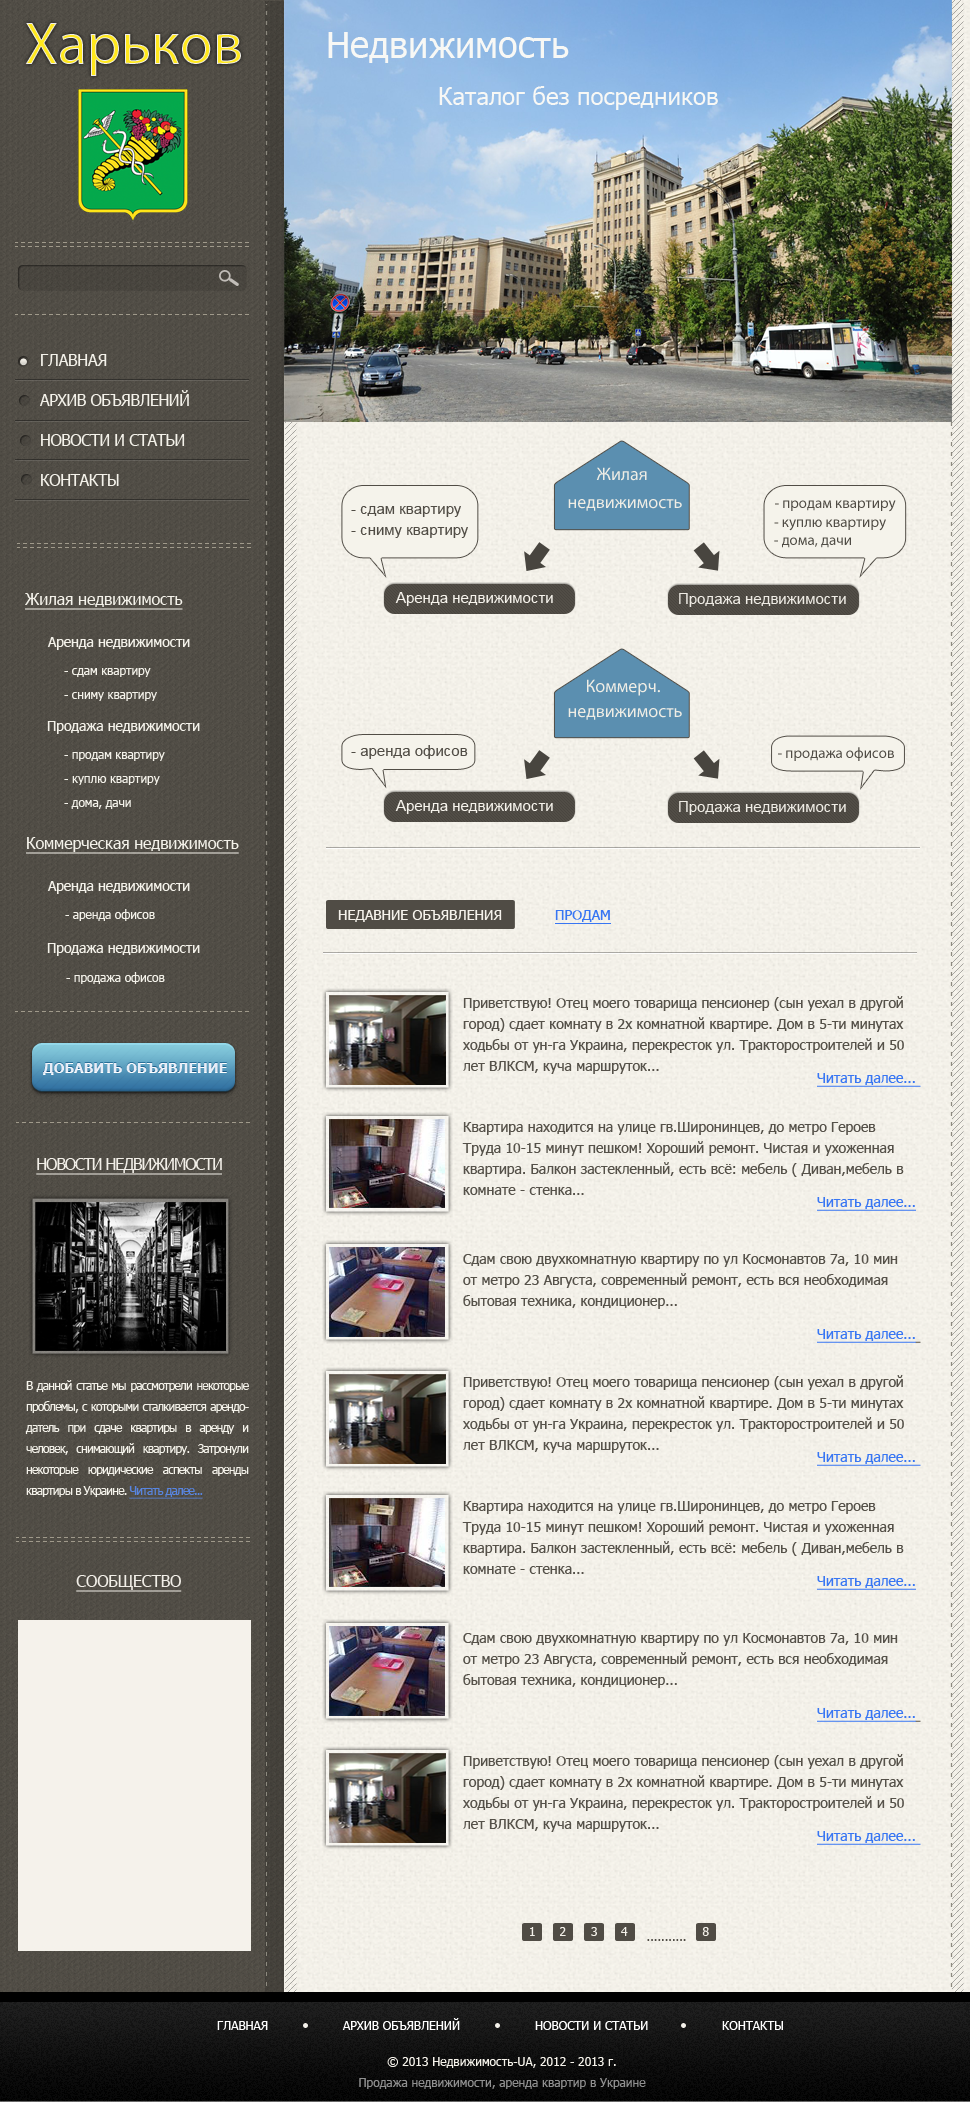 Харьков
ГЛАВНАЯ
АРХИВ ОБЪЯВЛЕНИЙ
НОВОСТИ И СТАТЬИ
КОНТАКТЫ
Жилая недвижимость
Аренда недвижимости
- сдам квартиру
- сниму квартиру
Продажа недвижимости
- продам квартиру
- куплю квартиру
- дома, дачи
Коммерческая недвижимость
Аренда недвижимости
- аренда офисов
Продажа недвижимости
- продажа офисов
ДОБАВИТЬ ОБЪЯВЛЕНИЕ
НОВОСТИ НЕДВИЖИМОСТИ
В данной статье мы рассмотрели некоторые
проблемы, с которыми сталкивается арендо-
датель при сдаче квартиры в аренду и
человек, снимающий квартиру. Затронули
некоторые юридические аспекты аренды
квартиры в Украине. Читать далее...
СООБЩЕСТВО
Недвижимость
Каталог без посредников
Жилая
недвижимость
- сдам квартиру
- сниму квартиру
- продам квартиру
- куплю квартиру
- дома, дачи
Аренда недвижимости
Продажа недвижимости
Коммерч.
недвижимость
- аренда офисов
- продажа офисов
Аренда недвижимости
Продажа недвижимости
НЕДАВНИЕ ОБЪЯВЛЕНИЯ
ПРОДАМ
Приветствую! Отец моего товарища пенсионер (сын уехал в другой
город) сдает комнату в 2х комнатной квартире. Дом в 5-ти минутах
ходьбы от ун-га Украина, перекресток ул. Тракторостроителей и 50
лет ВЛКСМ, куча маршруток...
Читать далее...
Квартира находится на улице гв.Широнинцев, до метро Героев
Труда 10-15 минут пешком! Хороший ремонт. Чистая и ухоженная
квартира. Балкон застекленный, есть всё: мебель ( Диван,мебель в
комнате - стенка...
Читать далее...
Сдам свою двухкомнатную квартиру по ул Космонавтов 7а, 10 мин
от метро 23 Августа, современный ремонт, есть вся необходимая
бытовая техника, кондиционер...
Читать далее...
Приветствую! Отец моего товарища пенсионер (сын уехал в другой
город) сдает комнату в 2х комнатной квартире. Дом в 5-ти минутах
ходьбы от ун-га Украина, перекресток ул. Тракторостроителей и 50
лет ВЛКСМ, куча маршруток...
Читать далее...
Квартира находится на улице гв.Широнинцев, до метро Героев
Труда 10-15 минут пешком! Хороший ремонт. Чистая и ухоженная
квартира. Балкон застекленный, есть всё: мебель ( Диван,мебель в
комнате - стенка...
Читать далее...
Сдам свою двухкомнатную квартиру по ул Космонавтов 7а, 10 мин
от метро 23 Августа, современный ремонт, есть вся необходимая
бытовая техника, кондиционер...
Читать далее...
Приветствую! Отец моего товарища пенсионер (сын уехал в другой
город) сдает комнату в 2х комнатной квартире. Дом в 5-ти минутах
ходьбы от ун-га Украина, перекресток ул. Тракторостроителей и 50
лет ВЛКСМ, куча маршруток...
Читать далее...
1 2 3 4 ........... 8
ГЛАВНАЯ • АРХИВ ОБЪЯВЛЕНИЙ • НОВОСТИ И СТАТЬИ • КОНТАКТЫ
© 2013 Недвижимость-UA, 2012 - 2013 г.
Продажа недвижимости, аренда квартир в Украине